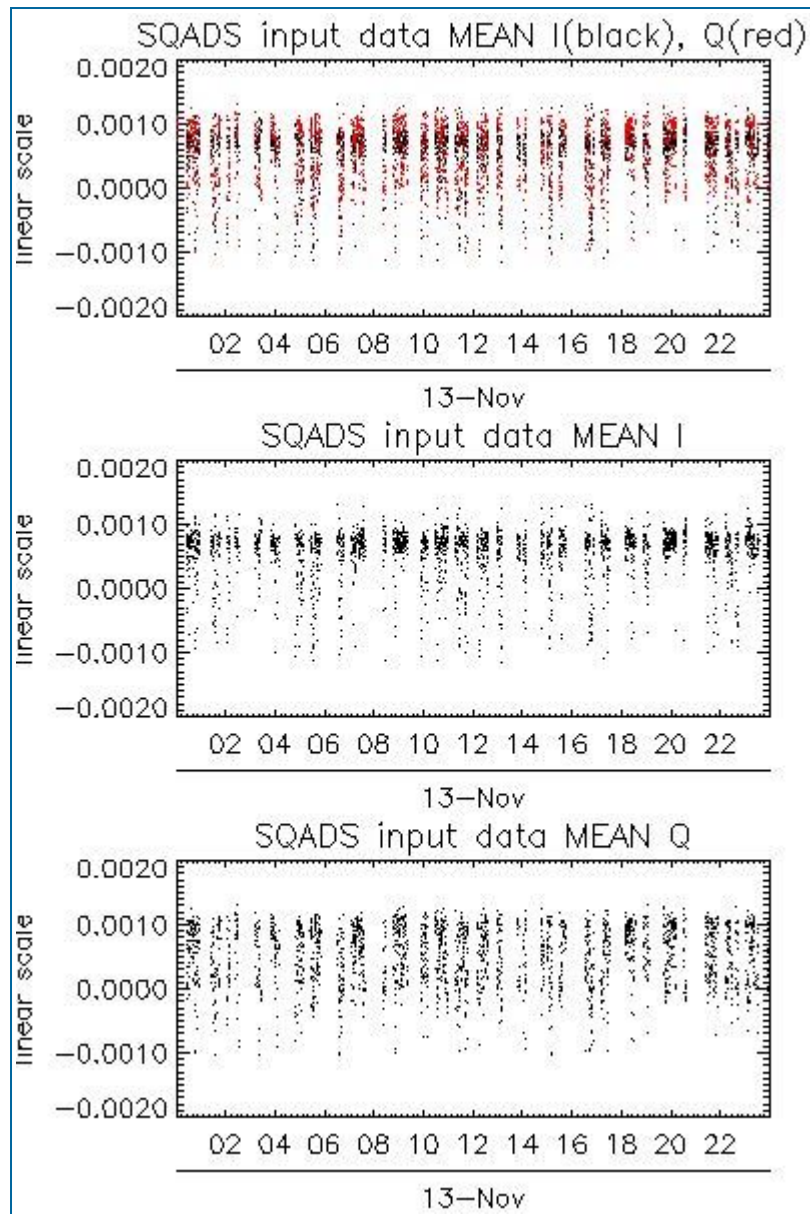 SQADS input data MEAN I(black), Q(red)
0.0020
0.0010
0.0000
−0.0010
−0.0020
linear scale
02 04 06 08 10 12 14 16 18 20 22
13−Nov
SQADS input data MEAN I
0.0020
0.0010
0.0000
−0.0010
−0.0020
linear scale
02 04 06 08 10 12 14 16 18 20 22
13−Nov
SQADS input data MEAN Q
0.0020
0.0010
0.0000
−0.0010
−0.0020
linear scale
02 04 06 08 10 12 14 16 18 20 22
13−Nov